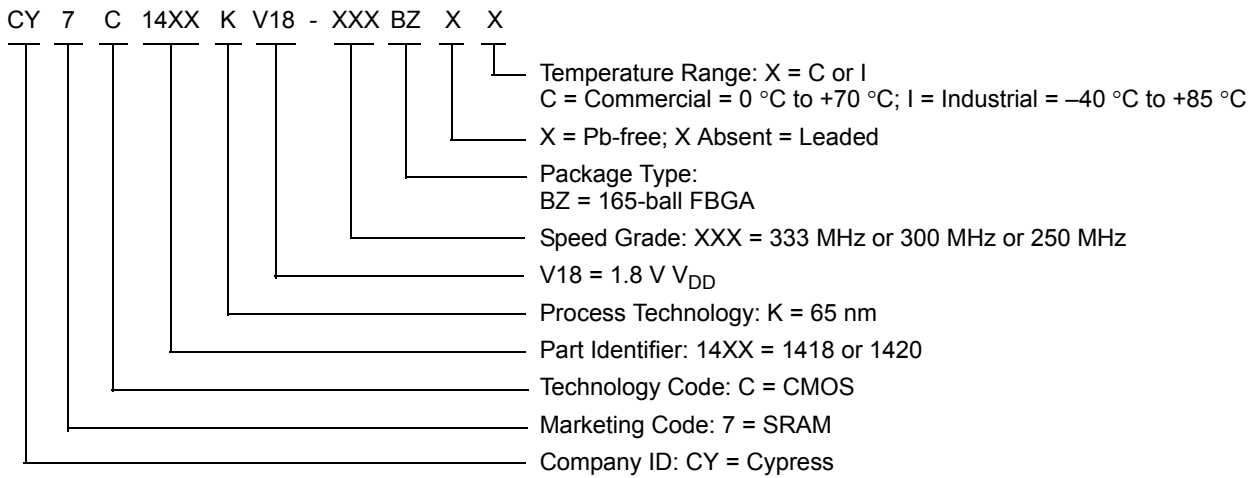 CY 7 C 14XX K V18 - XXX BZ X X
Temperature Range: X = C or I
C = Commercial = 0 °C to +70 °C; I = Industrial = –40 °C to +85 °C
X = Pb-free; X Absent = Leaded
Package Type:
BZ = 165-ball FBGA
Speed Grade: XXX = 333 MHz or 300 MHz or 250 MHz
V18 = 1.8 V VDD
Process Technology: K = 65 nm
Part Identifier: 14XX = 1418 or 1420
Technology Code: C = CMOS
Marketing Code: 7 = SRAM
Company ID: CY = Cypress